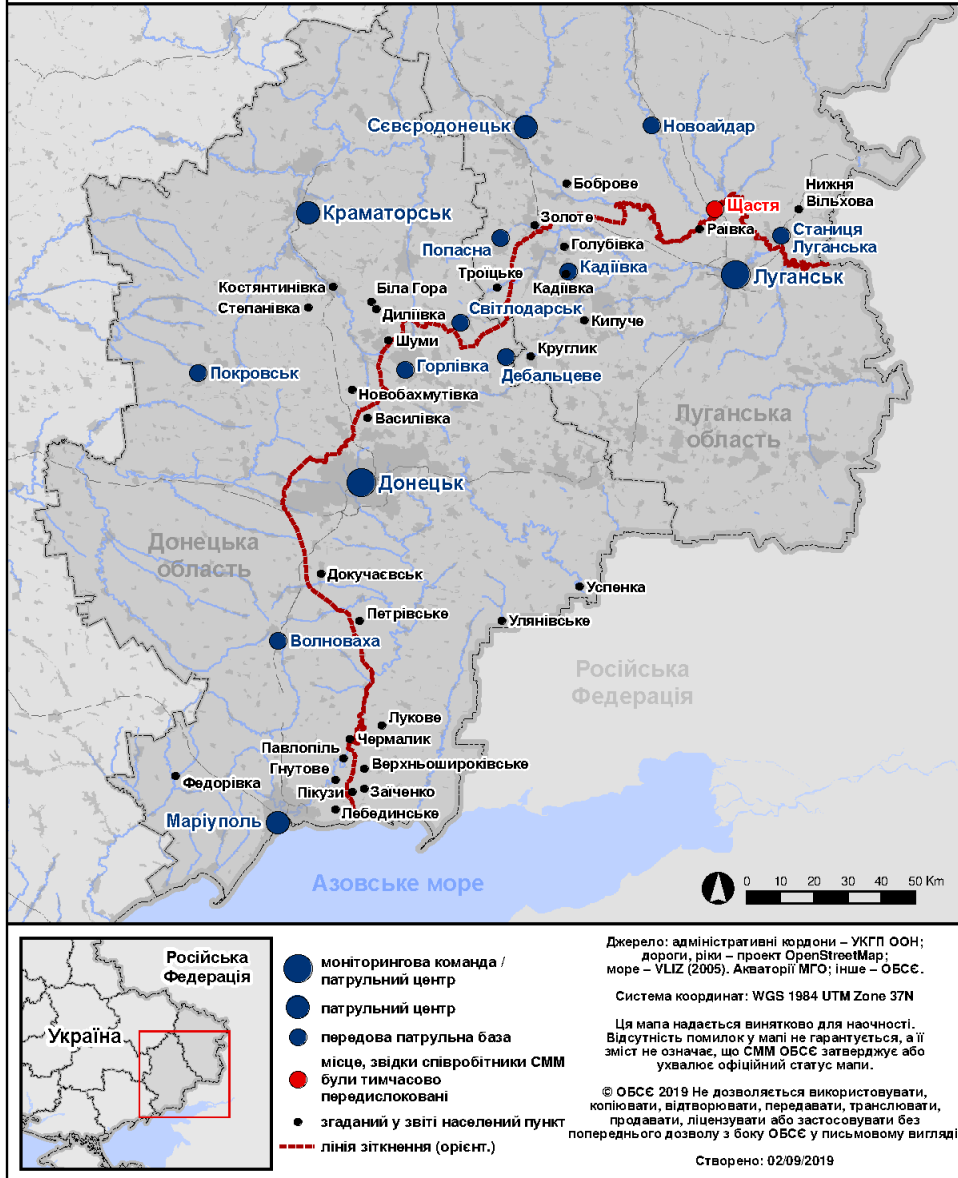 Сєвєродонецьк
Новоайдар
Боброве
Нижня
Вільхова
Щастя
Краматорськ
Золоте
Раївка
Станиця
Луганська
Попасна
Голубівка
Троїцьке
Кадіївка
Кадіївка
Луганськ
Костянтинівка
Біла Гора
Степанівка
Диліївка
Світлодарськ
Кипуче
Шуми
Круглик
Горлівка
Дебальцеве
Покровськ
Новобахмутівка
Василівка
Луганська
область
Донецьк
Донецька
область
Докучаєвськ
Успенка
Петрівське
Улянівське
Волноваха
Російська
Федерація
Лукове
Чермалик
Павлопіль
Верхньошироківське
Гнутове
Федорівка
Пікузи
Заіченко
Лебединське
Маріуполь
Азовське море
0 10 20 30 40 50 Km
Російська
Федерація
Україна
моніторингова команда /
патрульний центр
патрульний центр
передова патрульна база
місце, звідки співробітники СММ
були тимчасово
передислоковані
згаданий у звіті населений пункт
лінія зіткнення (орієнт.)
Джерело: адміністративні кордони – УКГП ООН;
дороги, ріки – проект OpenStreetMap;
море – VLIZ (2005). Акваторії МГО; інше – ОБСЄ.
Система координат: WGS 1984 UTM Zone 37N
Ця мапа надається винятково для наочності.
Відсутність помилок у мапі не гарантується, а її
зміст не означає, що СММ ОБСЄ затверджує або
ухвалює офіційний статус мапи.
© ОБСЄ 2019 Не дозволяється використовувати,
копіювати, відтворювати, передавати, транслювати,
продавати, ліцензувати або застосовувати без
попереднього дозволу з боку ОБСЄ у письмовому вигляді
Створено: 02/09/2019